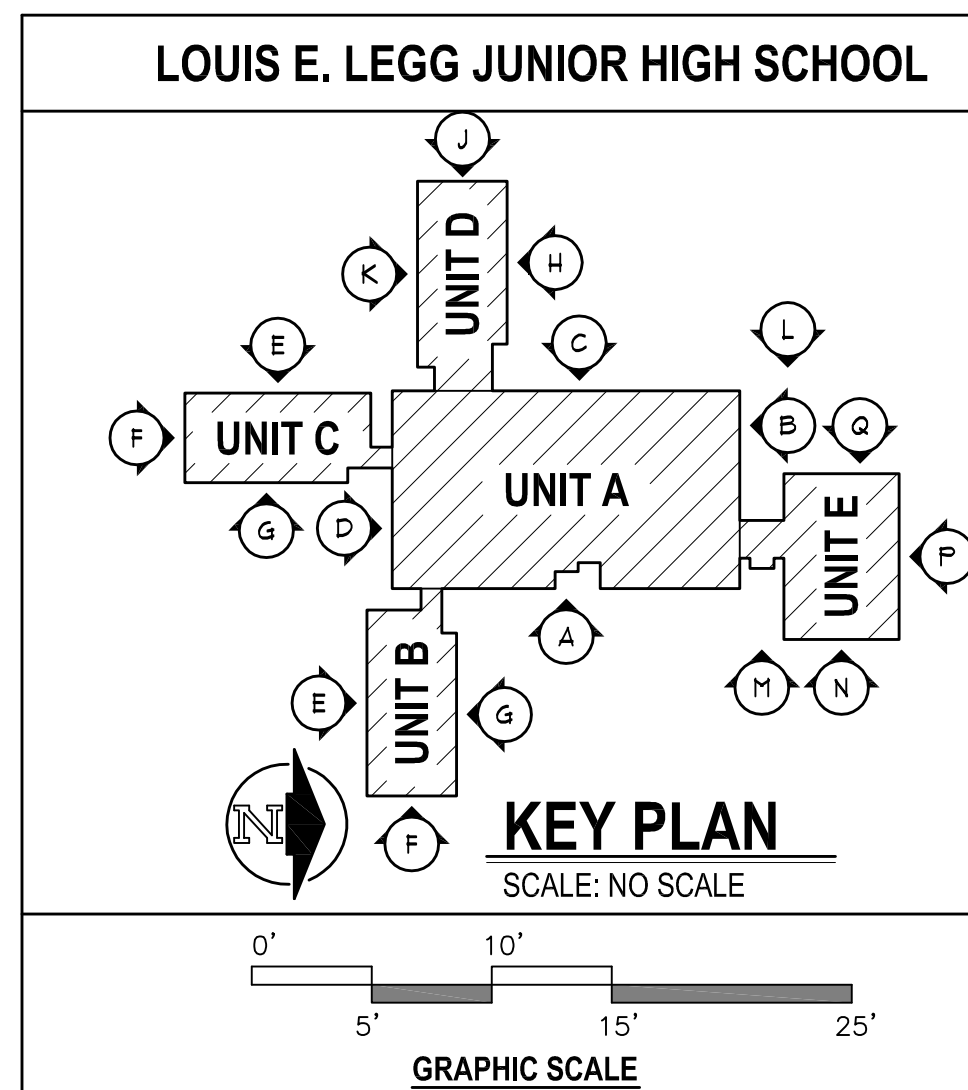 LOUIS E. LEGG JUNIOR HIGH SCHOOL
J
UNIT D
K
H
E
C
L
F
UNIT C
B
Q
UNIT A
G
D
UNIT E
P
A
E
UNIT B
G
M
N
N
F
KEY PLAN
SCALE: NO SCALE
0' 10'
5' 15' 25'
GRAPHIC SCALE